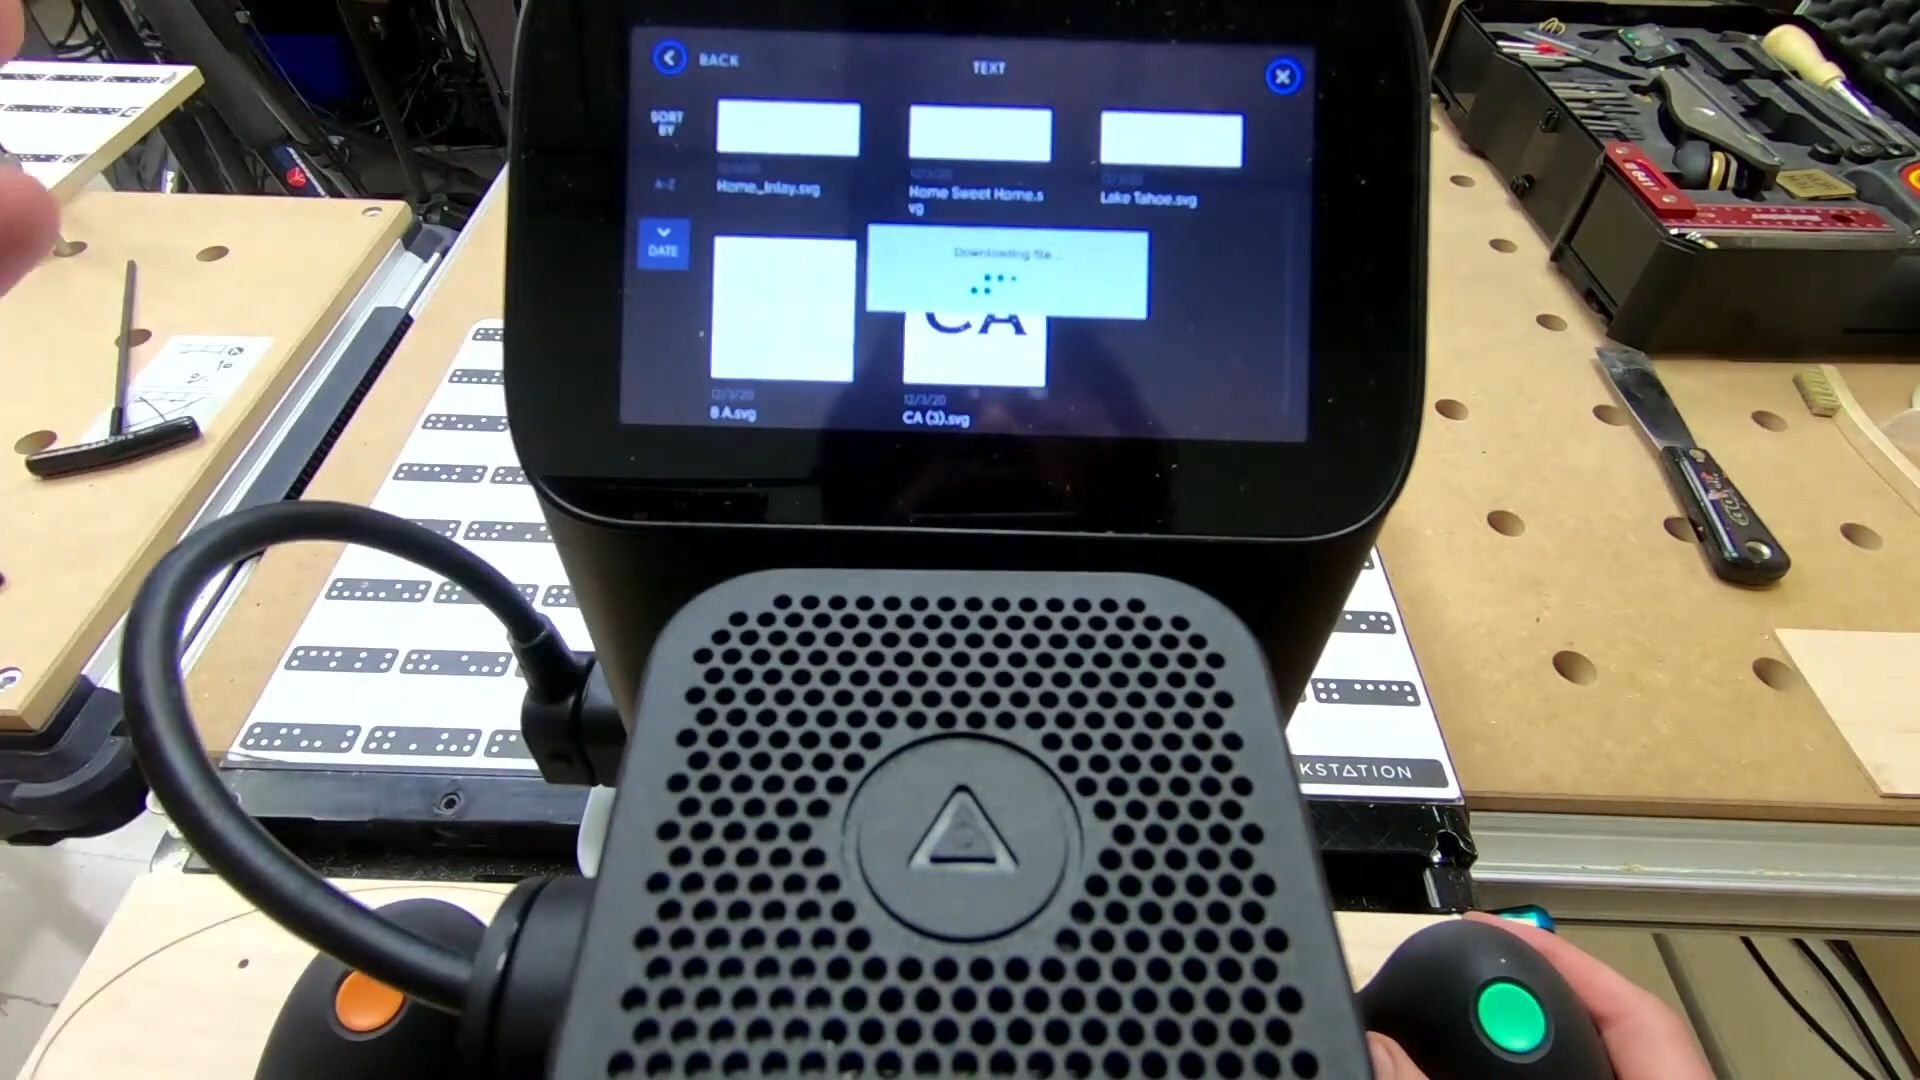 BACK
TEXT
SORT
BY
A-Z
DATE
Home_Inlay.svg
Home Sweet Home.s
vg
Lake Tahoe.svg
Downloading file...
CA
12/3/20
B A.svg
12/3/20
CA (3).svg
KSTATION